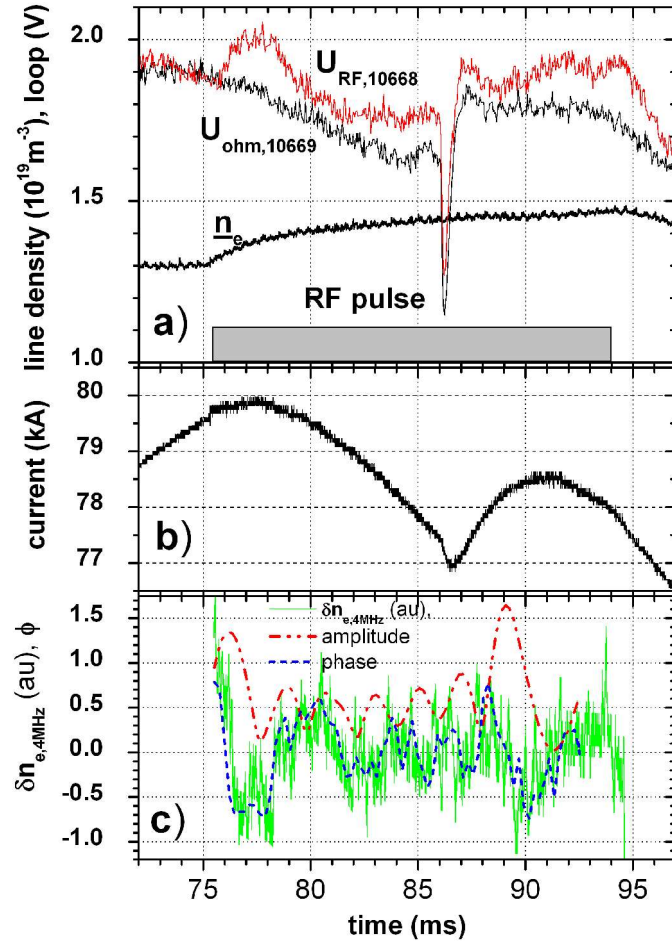 line density (10^19 m^-3), loop (V)
2.0
1.5
1.0
U_RF,10668
U_ohm,10669
n_e
RF pulse
a)
current (kA)
80
79
78
77
b)
δn_e,4MHz (au), ϕ
1.5
1.0
0.5
0.0
-0.5
-1.0
δn_e,4MHz (au),
amplitude
phase
c)
75 80 85 90 95
time (ms)